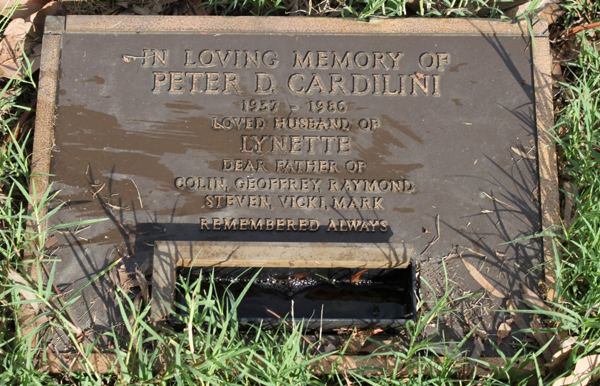 IN LOVING MEMORY OF
PETER D. CARDILINI
1937 - 1986
LOVED HUSBAND OF
LYNETTE
DEAR FATHER OF
COLIN, GEOFFREY, RAYMOND,
STEVEN, VICKI, MARK
REMEMBERED ALWAYS